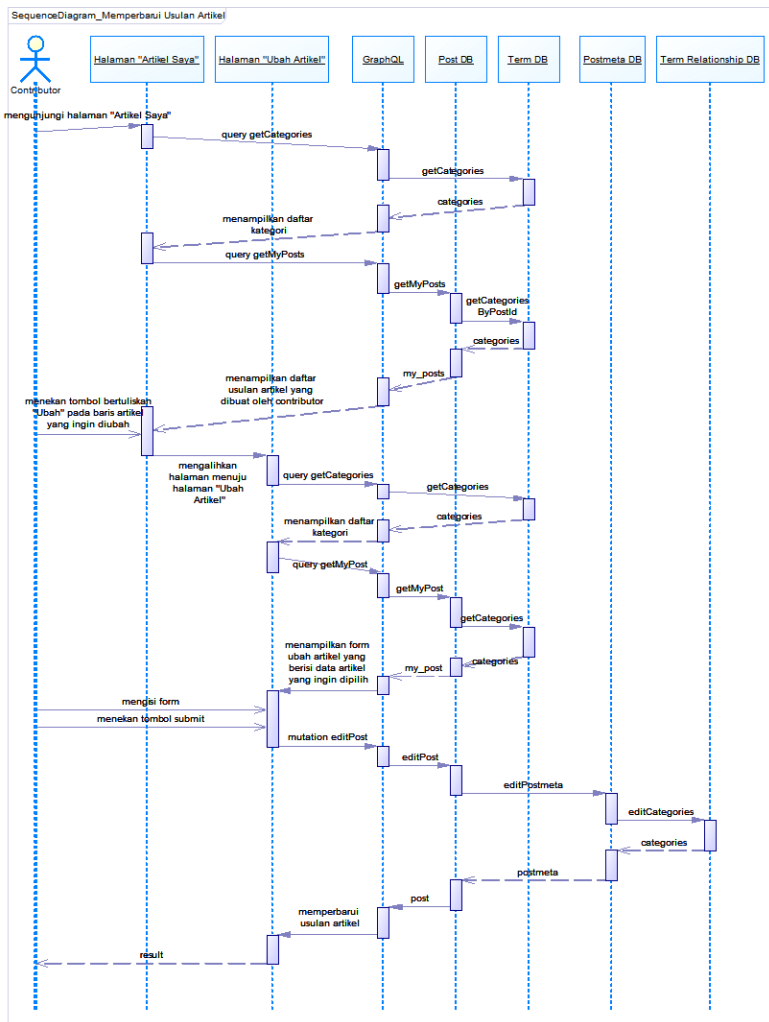 SequenceDiagram_Memperbarui Usulan Artikel
Contributor
Halaman "Artikel Saya"
Halaman "Ubah Artikel"
GraphQL
Post DB
Term DB
Postmeta DB
Term Relationship DB
mengunjungi halaman "Artikel Saya"
query getCategories
getCategories
categories
menampilkan daftar
kategori
query getMyPosts
getMyPosts
getCategories
ByPostId
categories
my_posts
menampilkan daftar
usulan artikel yang
dibuat oleh contributor
menekan tombol bertuliskan
"Ubah" pada baris artikel
yang ingin diubah
mengalihkan
halaman menuju
halaman "Ubah
Artikel"
query getCategories
getCategories
categories
menampilkan daftar
kategori
query getMyPost
getMyPost
getCategories
categories
my_post
menampilkan form
ubah artikel yang
berisi data artikel
yang ingin dipilih
mengisi form
menekan tombol submit
mutation editPost
editPost
editPostmeta
editCategories
categories
postmeta
post
memperbarui
usulan artikel
result